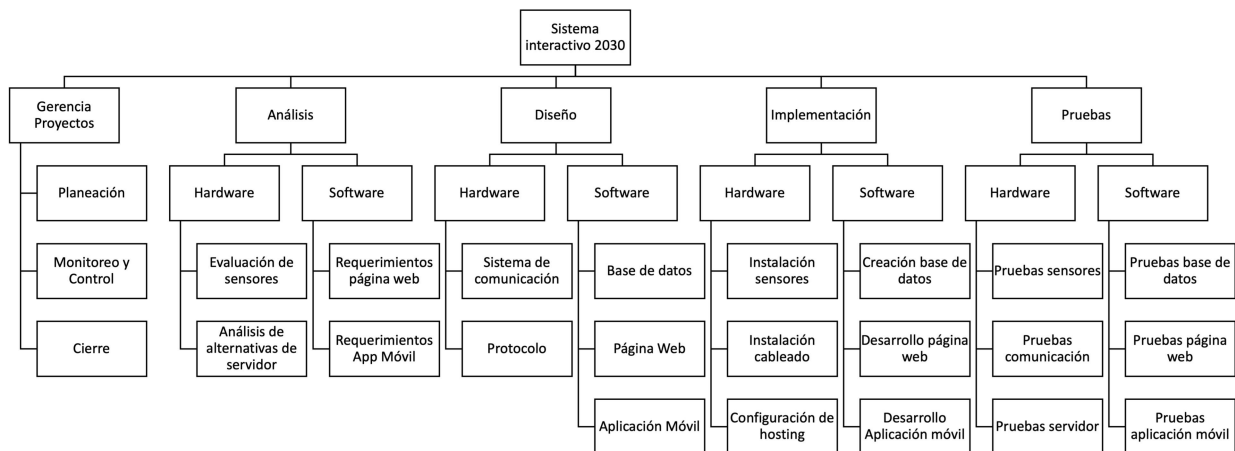 Sistema
interactivo 2030
Gerencia
Proyectos
Análisis
Diseño
Implementación
Pruebas
Planeación
Hardware
Software
Hardware
Software
Hardware
Software
Hardware
Software
Monitoreo y
Control
Evaluación de
sensores
Requerimientos
página web
Sistema de
comunicación
Base de datos
Instalación
sensores
Creación base de
datos
Pruebas sensores
Pruebas base de
datos
Cierre
Análisis de
alternativas de
servidor
Requerimientos
App Móvil
Protocolo
Página Web
Instalación
cableado
Desarrollo página
web
Pruebas
comunicación
Pruebas página
web
Aplicación Móvil
Configuración de
hosting
Desarrollo
Aplicación móvil
Pruebas servidor
Pruebas
aplicación móvil